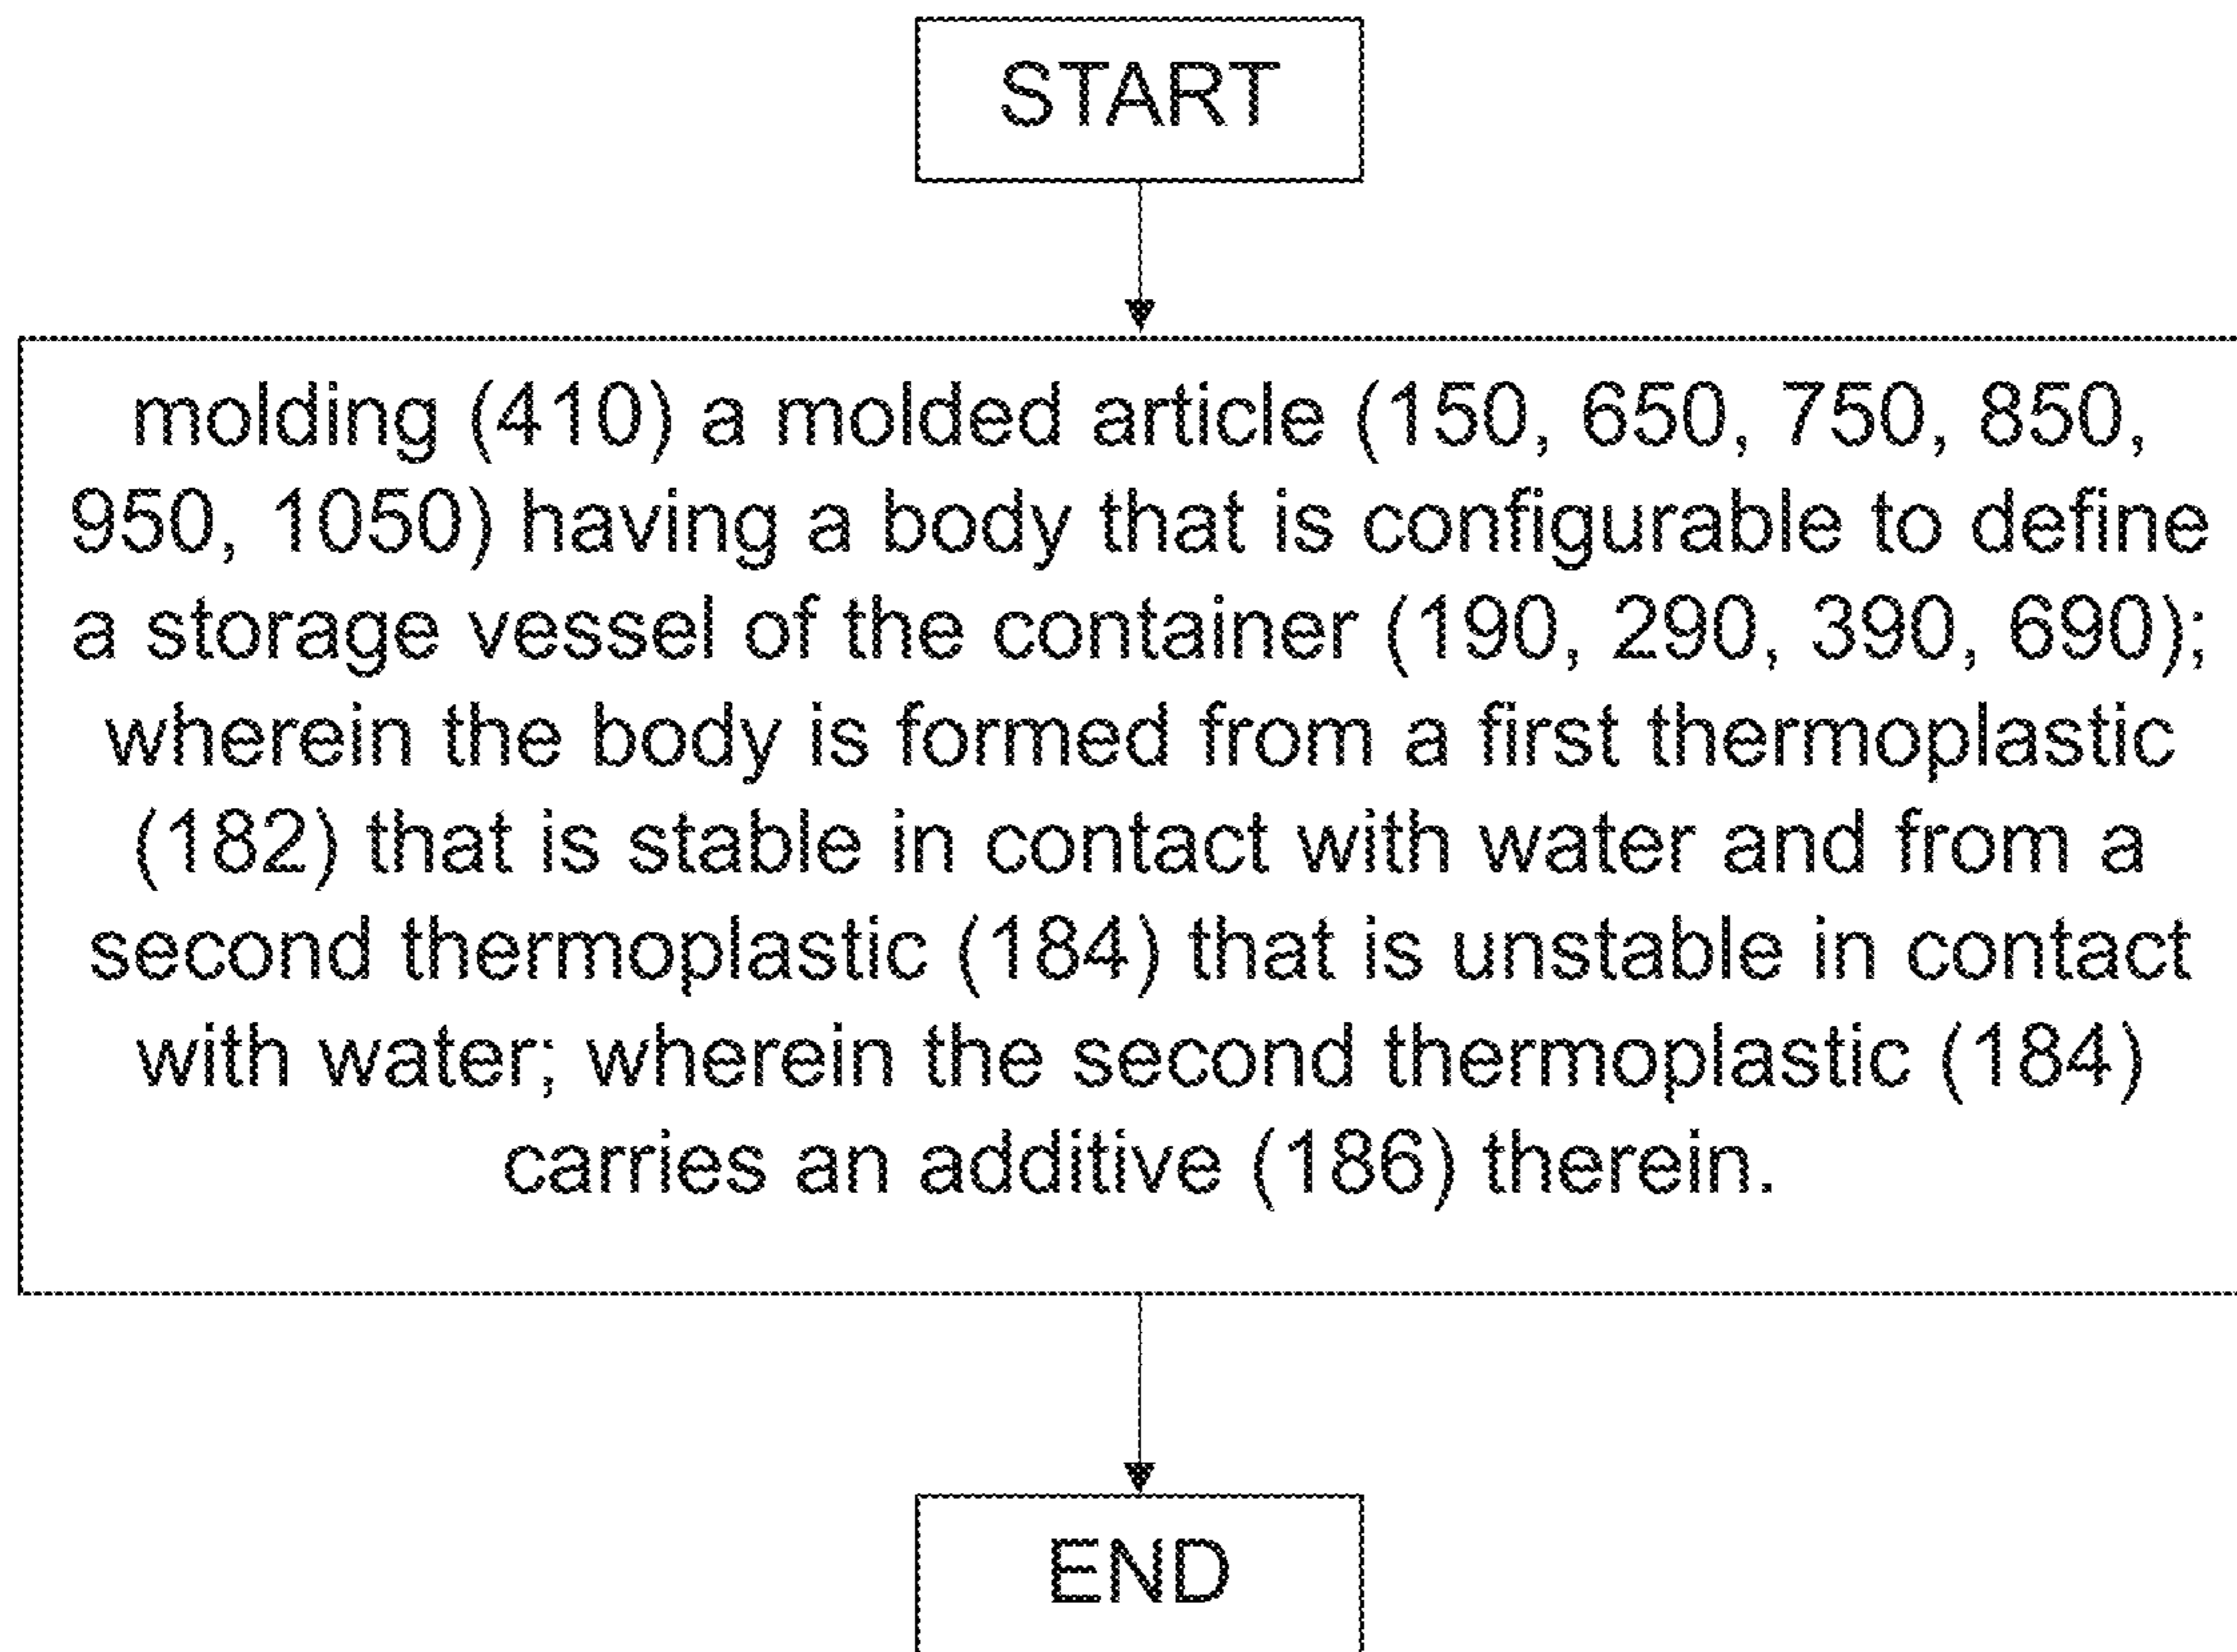 START
molding (410) a molded article (150, 650, 750, 850,
950, 1050) having a body that is configurable to define
a storage vessel of the container (190, 290, 390, 690);
wherein the body is formed from a first thermoplastic
(182) that is stable in contact with water and from a
second thermoplastic (184) that is unstable in contact
with water; wherein the second thermoplastic (184)
carries an additive (186) therein.
END